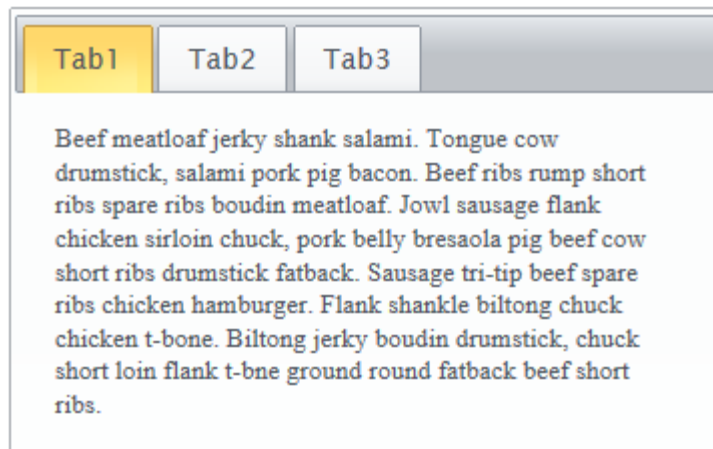 Tab1 Tab2 Tab3
Beef meatloaf jerky shank salami. Tongue cow
drumstick, salami pork pig bacon. Beef ribs rump short
ribs spare ribs boudin meatloaf. Jowl sausage flank
chicken sirloin chuck, pork belly bresaola pig beef cow
short ribs drumstick fatback. Sausage tri-tip beef spare
ribs chicken hamburger. Flank shankle biltong chuck
chicken t-bone. Biltong jerky boudin drumstick, chuck
short loin flank t-bne ground round fatback beef short
ribs.